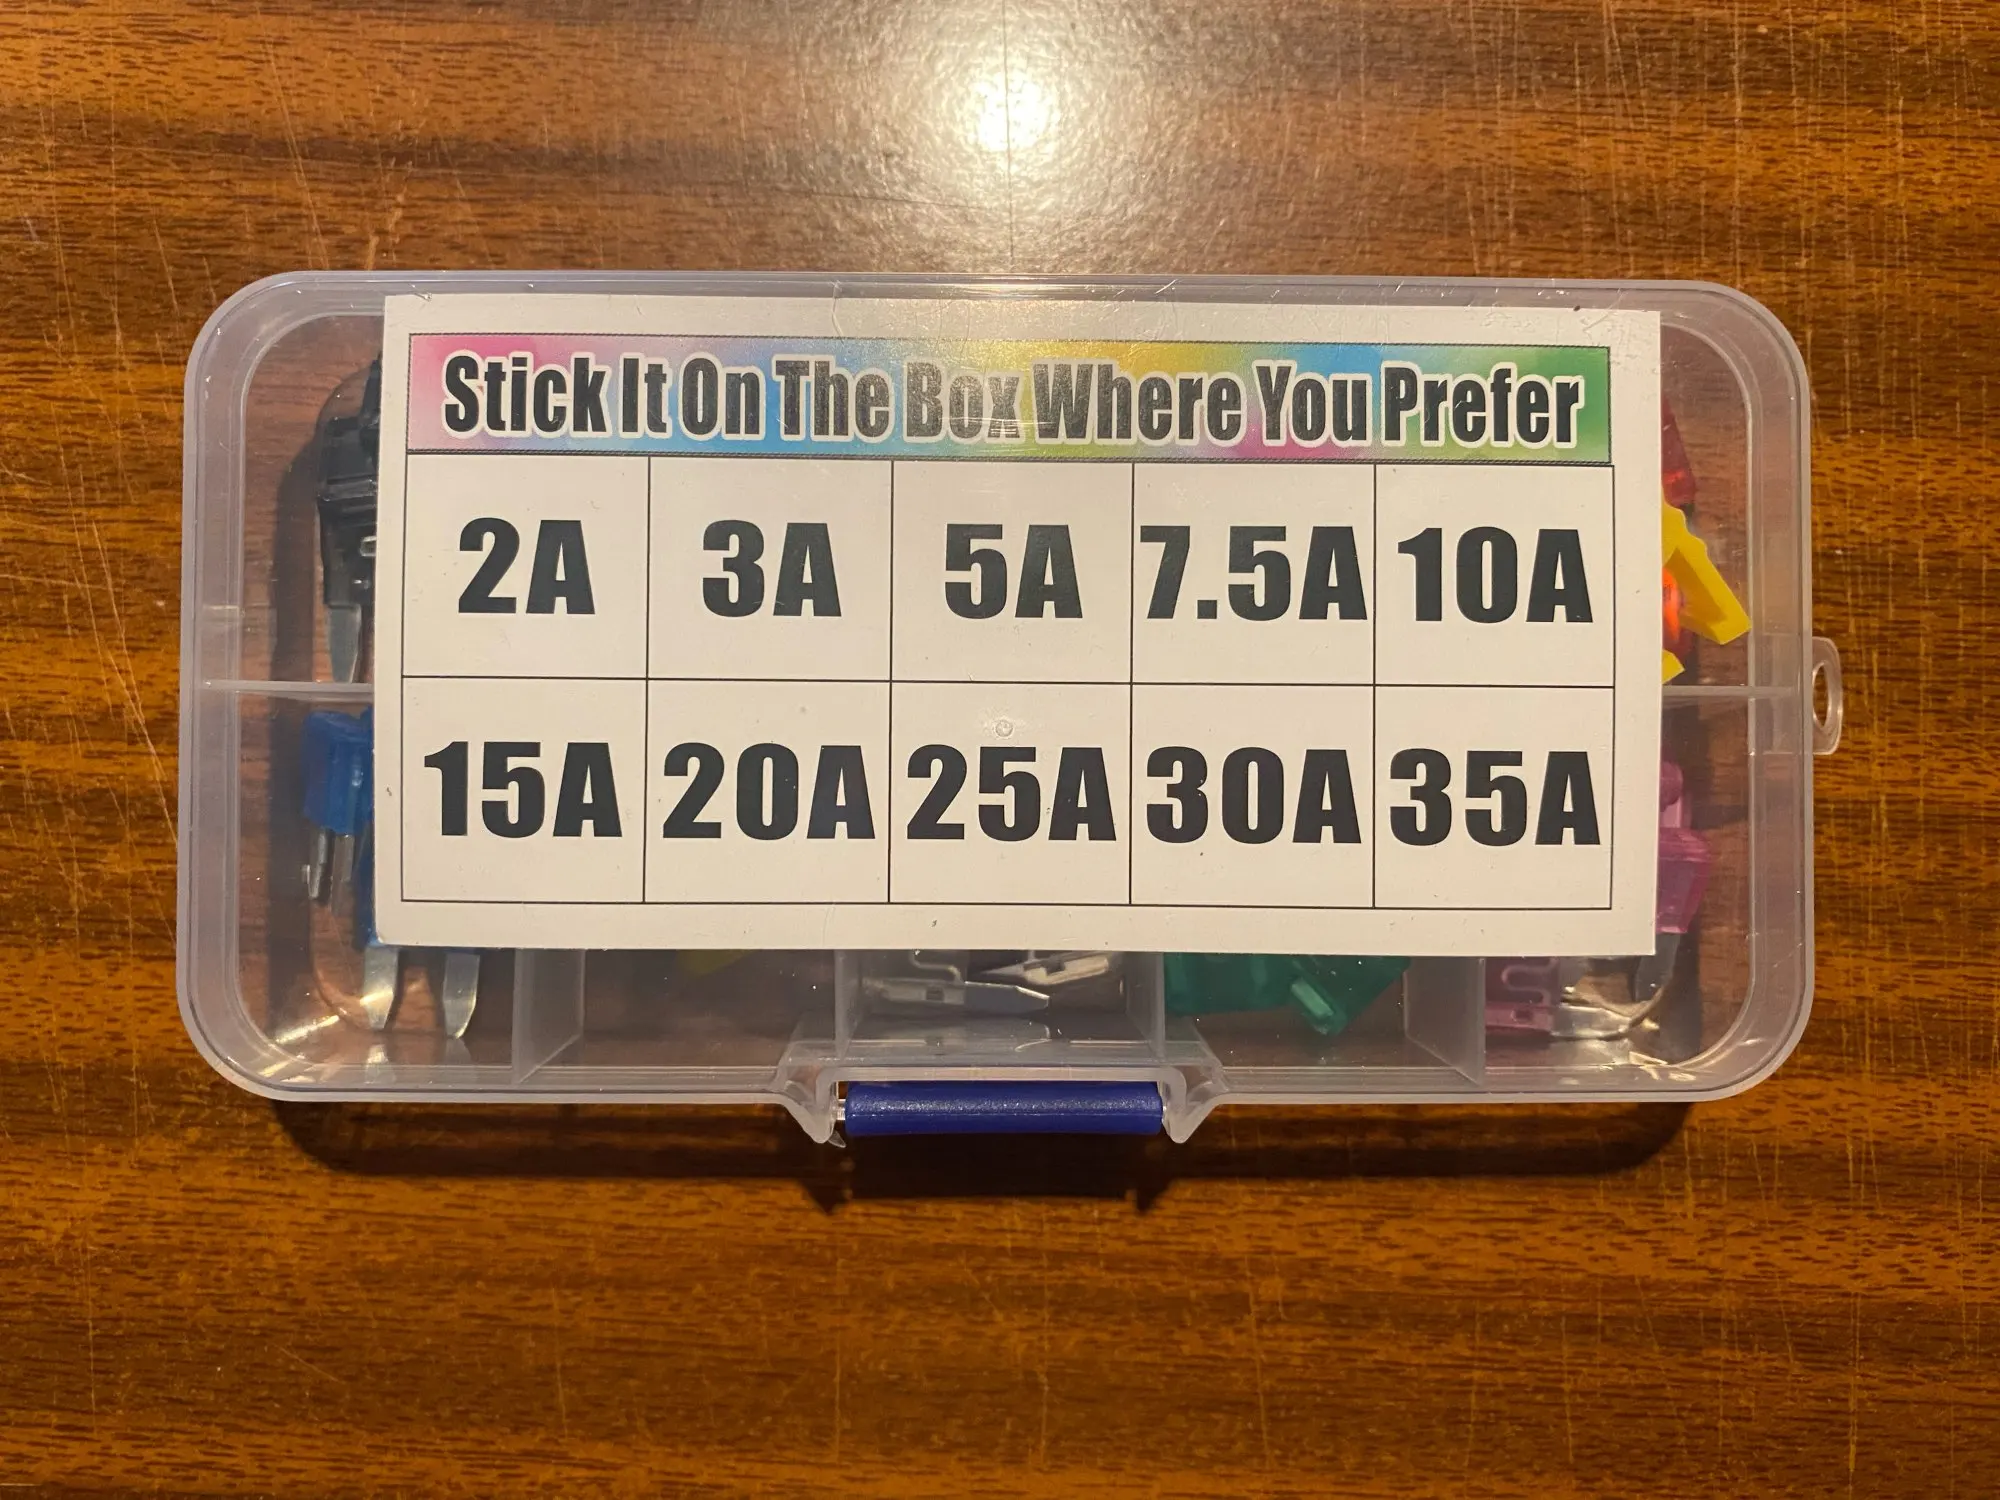 Stick It On The Box Where You Prefer
2A 3A 5A 7.5A 10A
15A 20A 25A 30A 35A